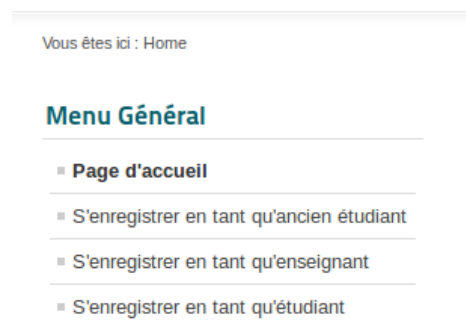 Vous êtes ici : Home
Menu Général
Page d'accueil
S'enregistrer en tant qu'ancien étudiant
S'enregistrer en tant qu'enseignant
S'enregistrer en tant qu'étudiant